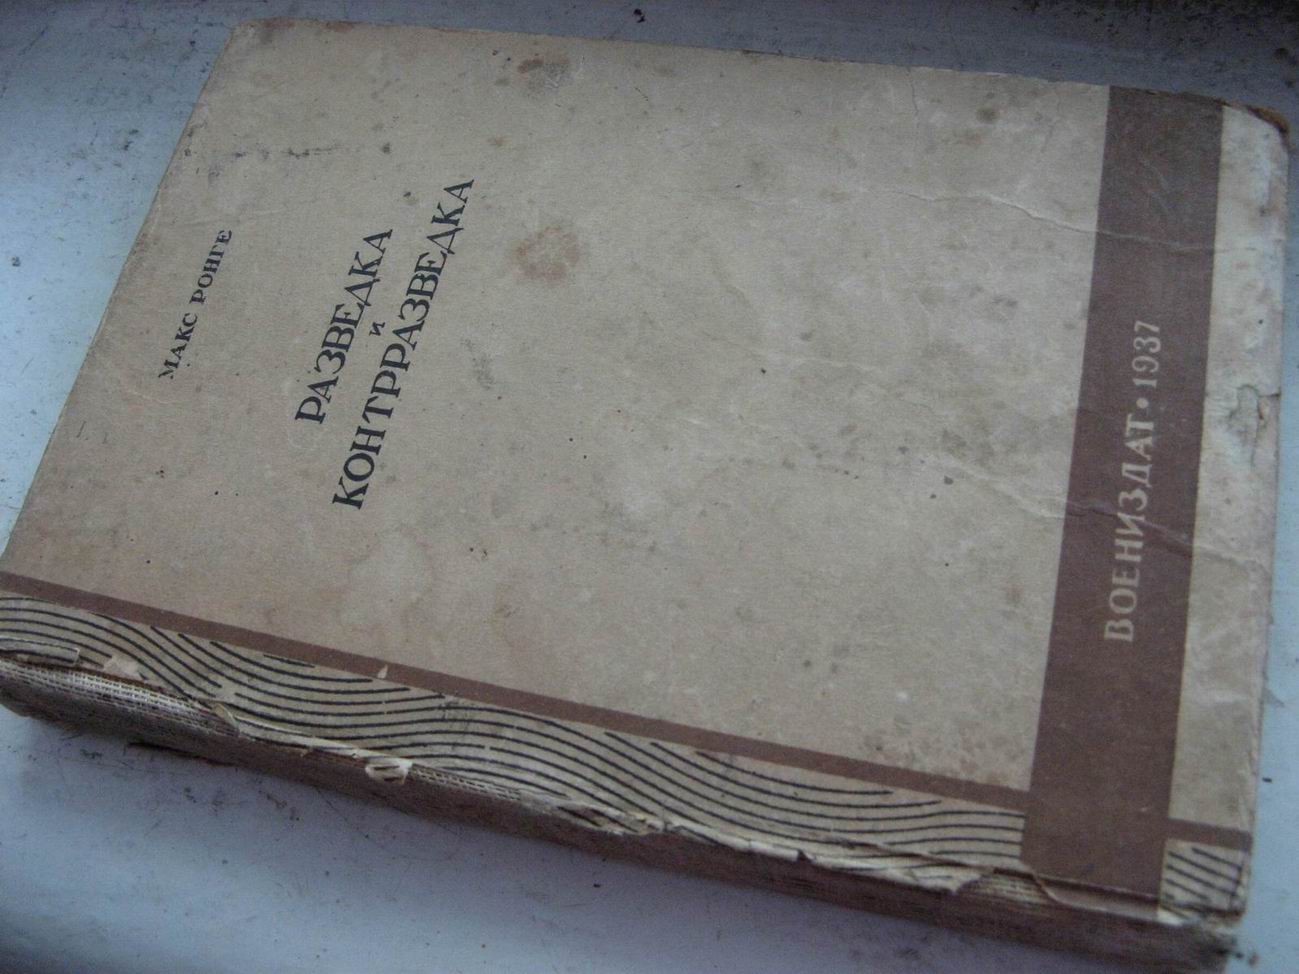 МАКС РОНГЕ
РАЗВЕДКА
и
КОНТРРАЗВЕДКА
ВОЕНИЗДАТ • 1937